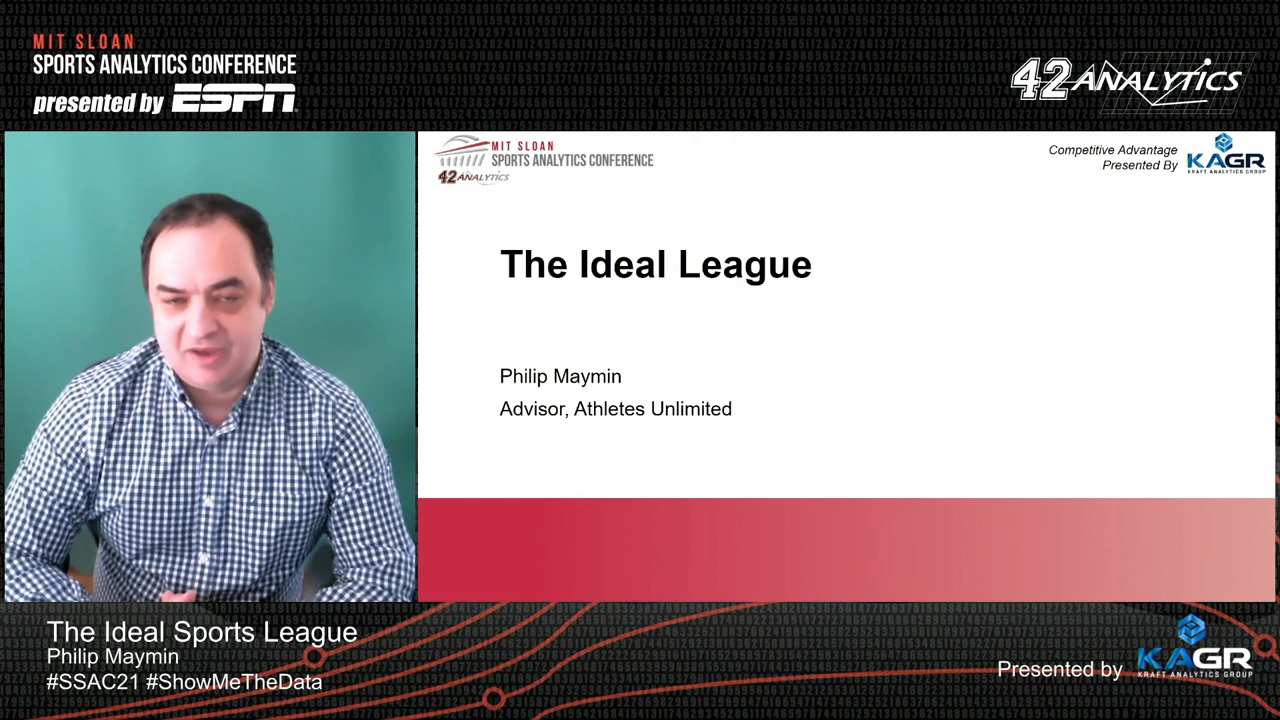 MIT SLOAN
SPORTS ANALYTICS CONFERENCE
presented by ESPN
42 ANALYTICS
MIT SLOAN
SPORTS ANALYTICS CONFERENCE
42 ANALYTICS
Competitive Advantage
Presented By
KAGR
KRAFT ANALYTICS GROUP
The Ideal League
Philip Maymin
Advisor, Athletes Unlimited
The Ideal Sports League
Philip Maymin
#SSAC21 #ShowMeTheData
Presented by
KAGR
KRAFT ANALYTICS GROUP